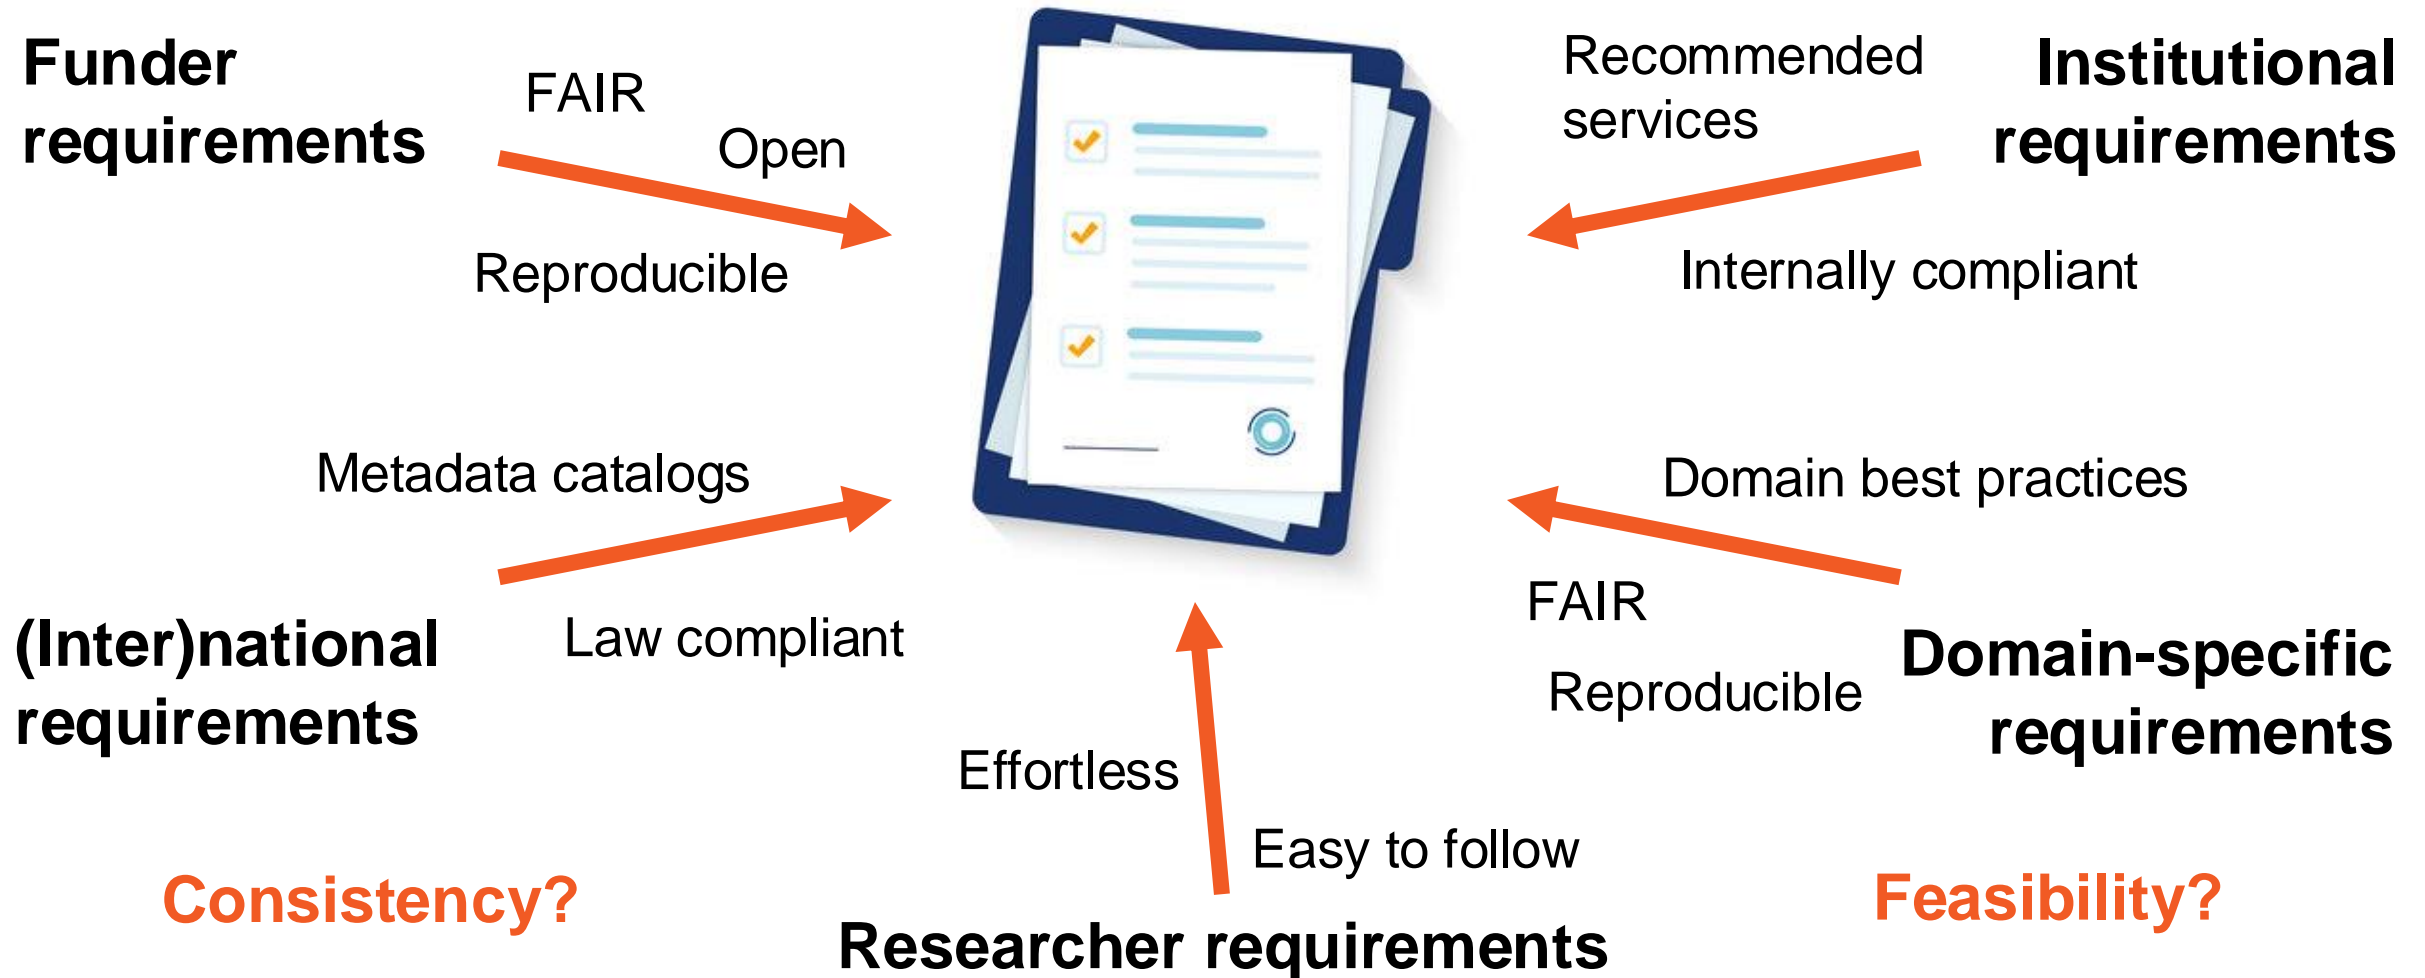 Funder
requirements
FAIR
Open
Reproducible
Recommended
services
Institutional
requirements
Internally compliant
Metadata catalogs
Law compliant
(Inter)national
requirements
Domain best practices
FAIR
Reproducible
Domain-specific
requirements
Effortless
Easy to follow
Researcher requirements
Consistency?
Feasibility?